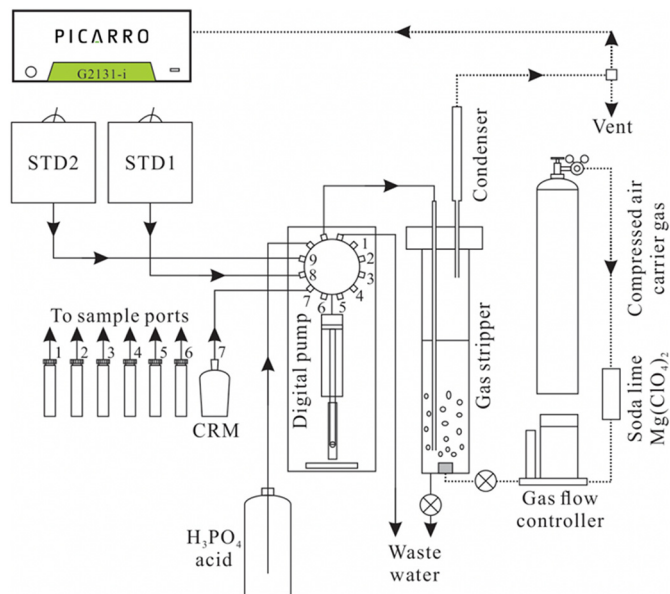 PICARRO
G2131-i
STD2
STD1
Condenser
Vent
Compressed air
carrier gas
1
2
3
4
5
6
7
8
9
Digital pump
Gas stripper
To sample ports
1 2 3 4 5 6 7
CRM
Soda lime
Mg(ClO₄)₂
Gas flow
controller
H₃PO₄
acid
Waste
water